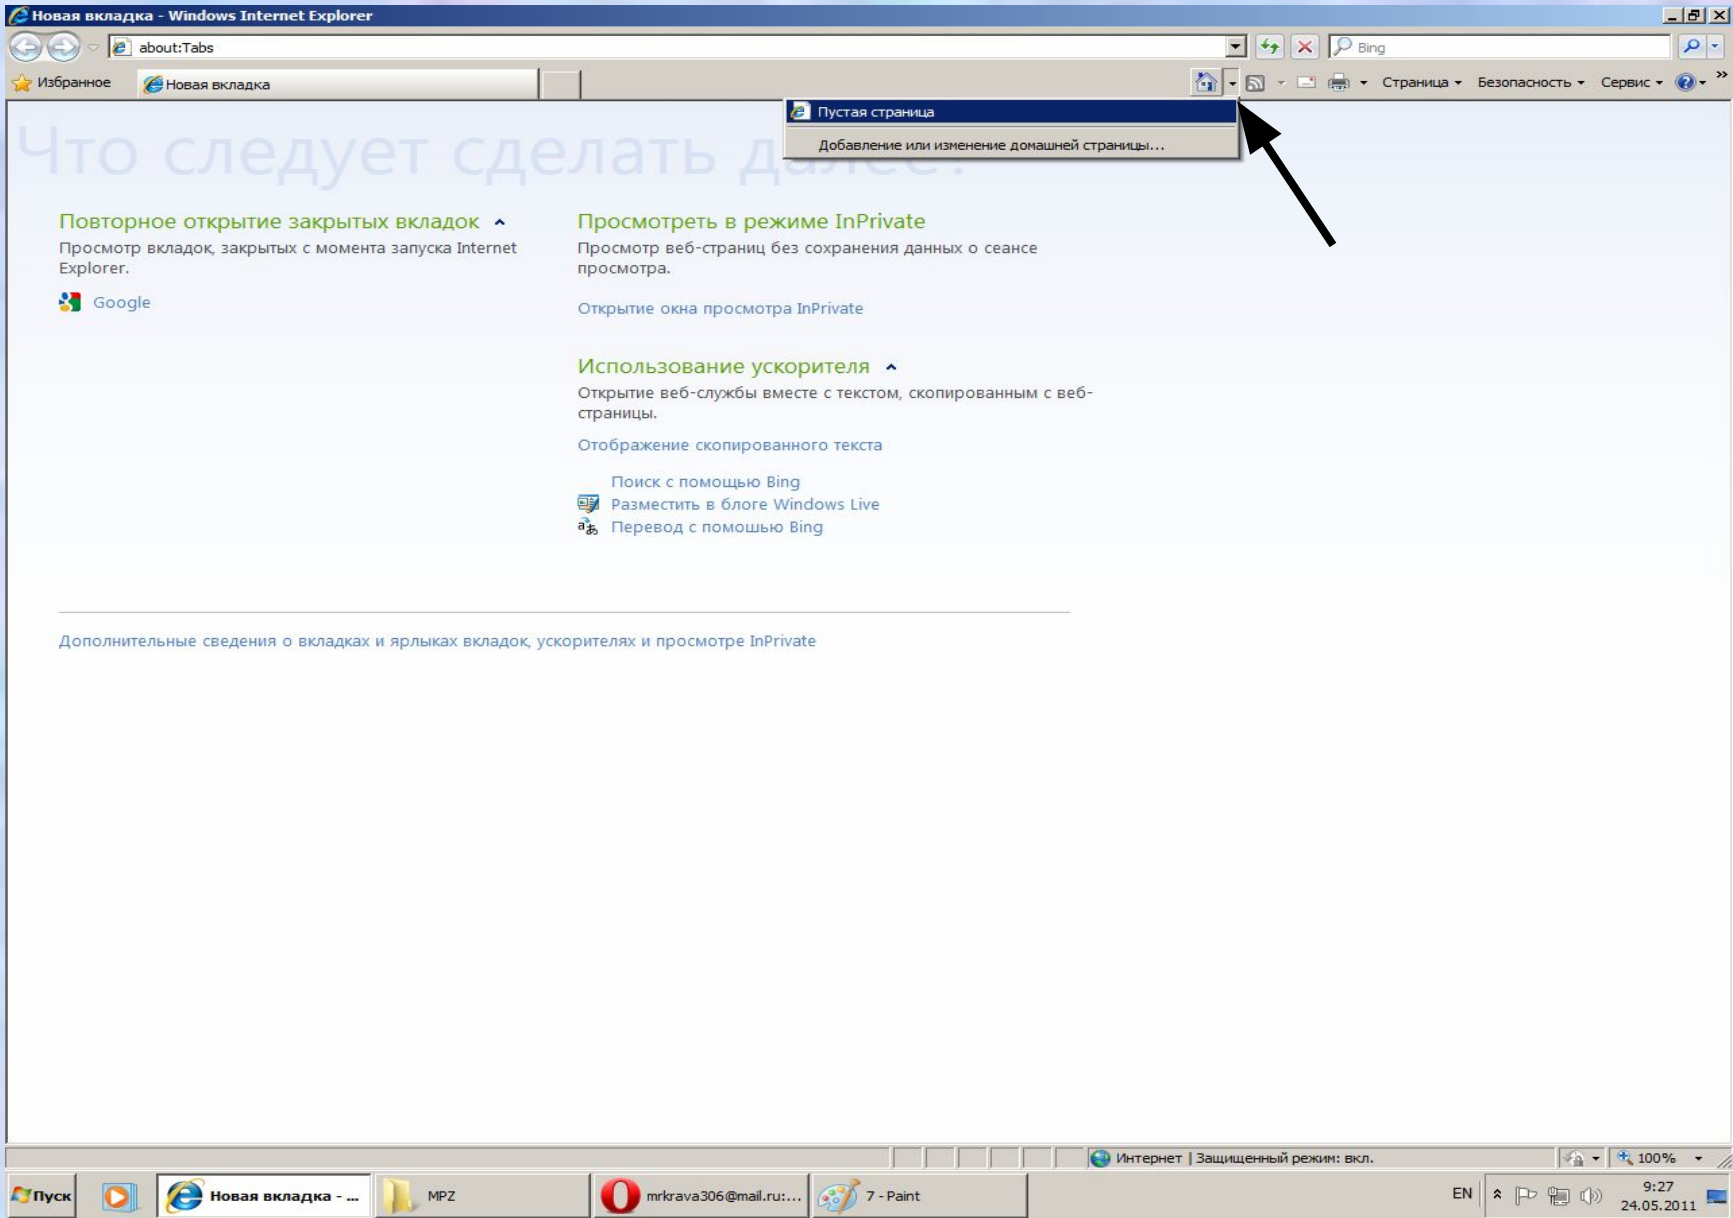 Новая вкладка - Windows Internet Explorer
about:Tabs
Bing
Избранное
Новая вкладка
Страница
Безопасность
Сервис
Пустая страница
Добавление или изменение домашней страницы...
Что следует сделать далее?
Повторное открытие закрытых вкладок
Просмотр вкладок, закрытых с момента запуска Internet
Explorer.
Google
Просмотреть в режиме InPrivate
Просмотр веб-страниц без сохранения данных о сеансе
просмотра.
Открытие окна просмотра InPrivate
Использование ускорителя
Открытие веб-службы вместе с текстом, скопированным с веб-
страницы.
Отображение скопированного текста
Поиск с помощью Bing
Разместить в блоге Windows Live
Перевод с помощью Bing
Дополнительные сведения о вкладках и ярлыках вкладок, ускорителях и просмотре InPrivate
Интернет | Защищенный режим: вкл.
100%
Пуск
Новая вкладка - ...
MPZ
mrkrava306@mail.ru:...
7 - Paint
EN
9:27
24.05.2011